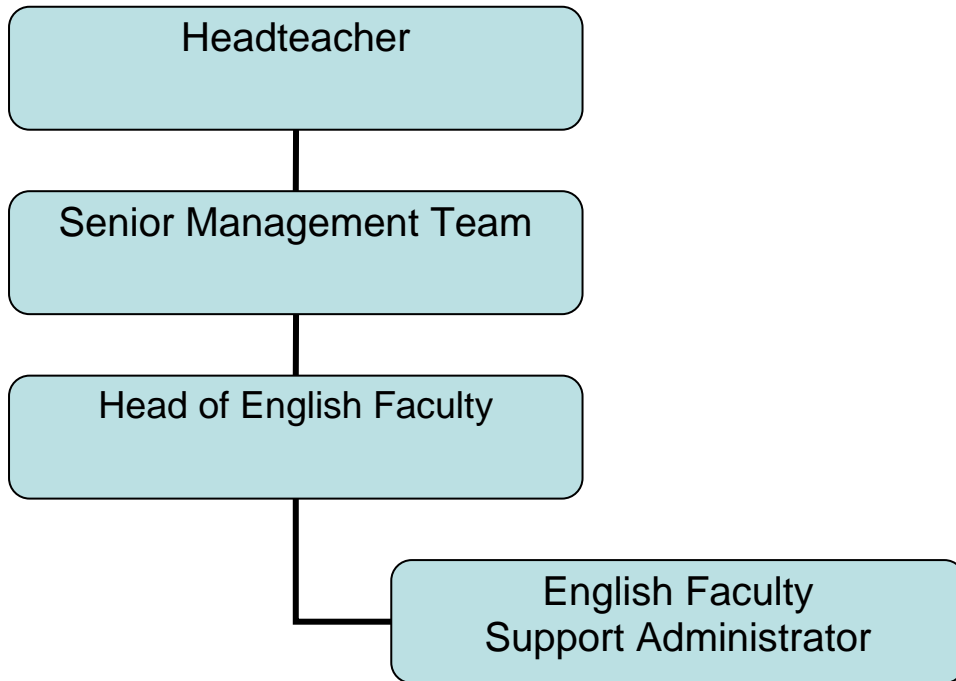 Headteacher
Senior Management Team
Head of English Faculty
English Faculty
Support Administrator